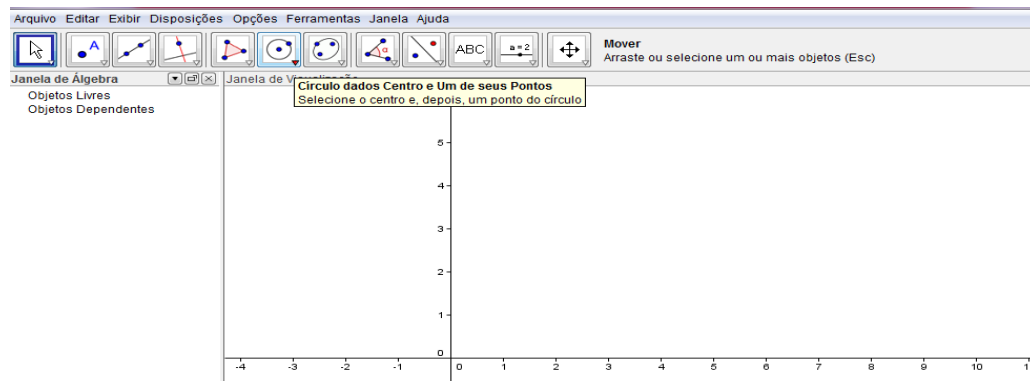 Arquivo Editar Exibir Disposições Opções Ferramentas Janela Ajuda
A
α
ABC
a=2
Mover
Arraste ou selecione um ou mais objetos (Esc)
Janela de Álgebra
Janela de Visualização
Círculo dados Centro e Um de seus Pontos
Selecione o centro e, depois, um ponto do círculo
Objetos Livres
Objetos Dependentes
5
4
3
2
1
0
-4 -3 -2 -1 0 1 2 3 4 5 6 7 8 9 10